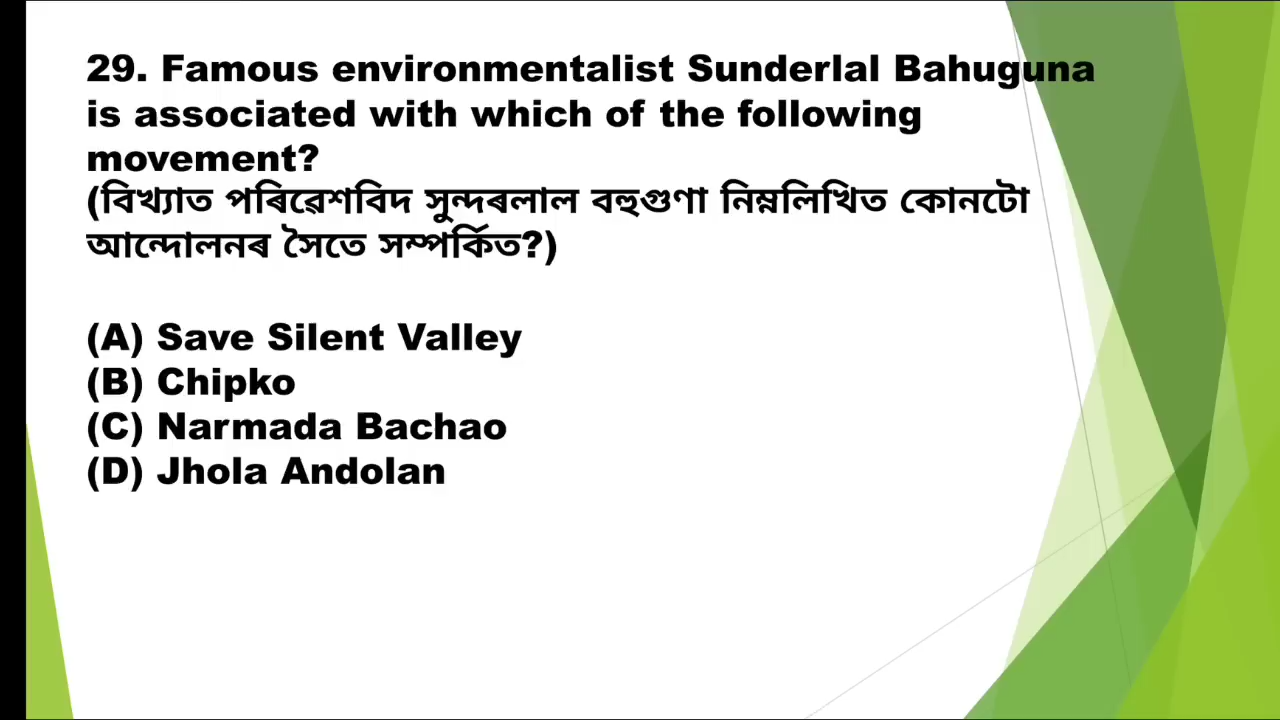 29. Famous environmentalist Sunderlal Bahuguna
is associated with which of the following
movement?
(বিখ্যাত পৰিৱেশবিদ সুন্দৰলাল বহুগুণা নিম্নলিখিত কোনটো
আন্দোলনৰ সৈতে সম্পৰ্কিত?)
(A) Save Silent Valley
(B) Chipko
(C) Narmada Bachao
(D) Jhola Andolan